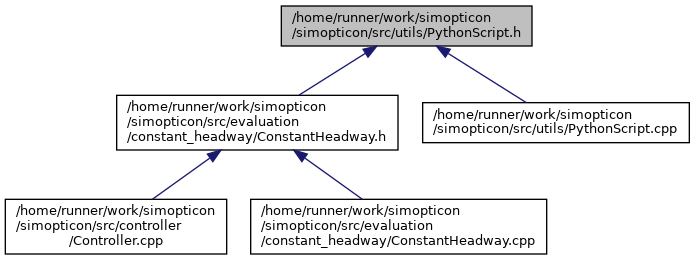 /home/runner/work/simopticon
/simopticon/src/utils/PythonScript.h
/home/runner/work/simopticon
/simopticon/src/evaluation
/constant_headway/ConstantHeadway.h
/home/runner/work/simopticon
/simopticon/src/utils/PythonScript.cpp
/home/runner/work/simopticon
/simopticon/src/controller
/Controller.cpp
/home/runner/work/simopticon
/simopticon/src/evaluation
/constant_headway/ConstantHeadway.cpp